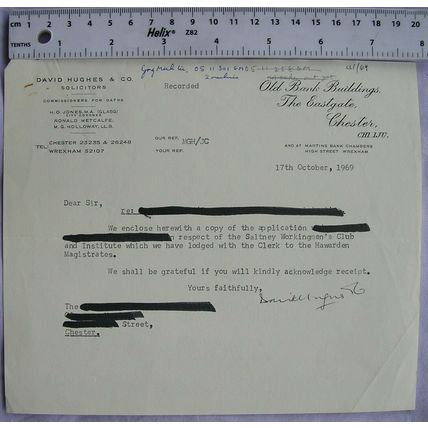 cm 1 2 3 4 5 6 7 8 9 10 11 12 13 14 15 16 17 18 19 20
Helix® Z82
TENTHS 1 2 3 4 5 6 7 8
DAVID HUGHES & CO.
SOLICITORS
COMMISSIONERS FOR OATHS
H.G. JONES, M.A. (GLASG)
RONALD METCALFE.
M.G. HOLLOWAY, LL.B.
TEL: CHESTER 23235 & 26248
WREXHAM 52107
Recorded
OUR REF. MGH/JG
YOUR REF.
Old Bank Buildings,
The Eastgate,
Chester,
CH1 1JU.
AND AT MARTINS BANK CHAMBERS
HIGH STREET WREXHAM
17th October, 1969
Dear Sir,
re:
We enclose herewith a copy of the application
in respect of the Saltney Workingmen's Club
and Institute which we have lodged with the Clerk to the Hawarden
Magistrates.
We shall be grateful if you will kindly acknowledge receipt.
Yours faithfully,
David Hughes & Co
The
Street,
Chester.